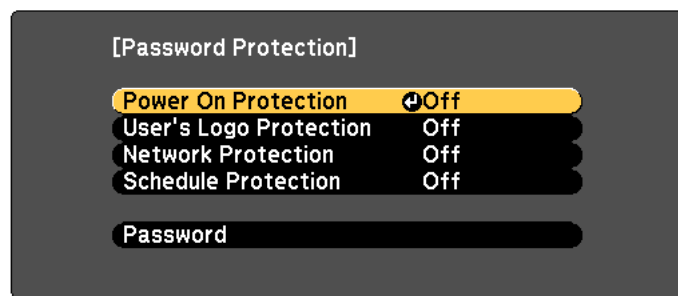 [Password Protection]
Power On Protection Off
User's Logo Protection Off
Network Protection Off
Schedule Protection Off
Password